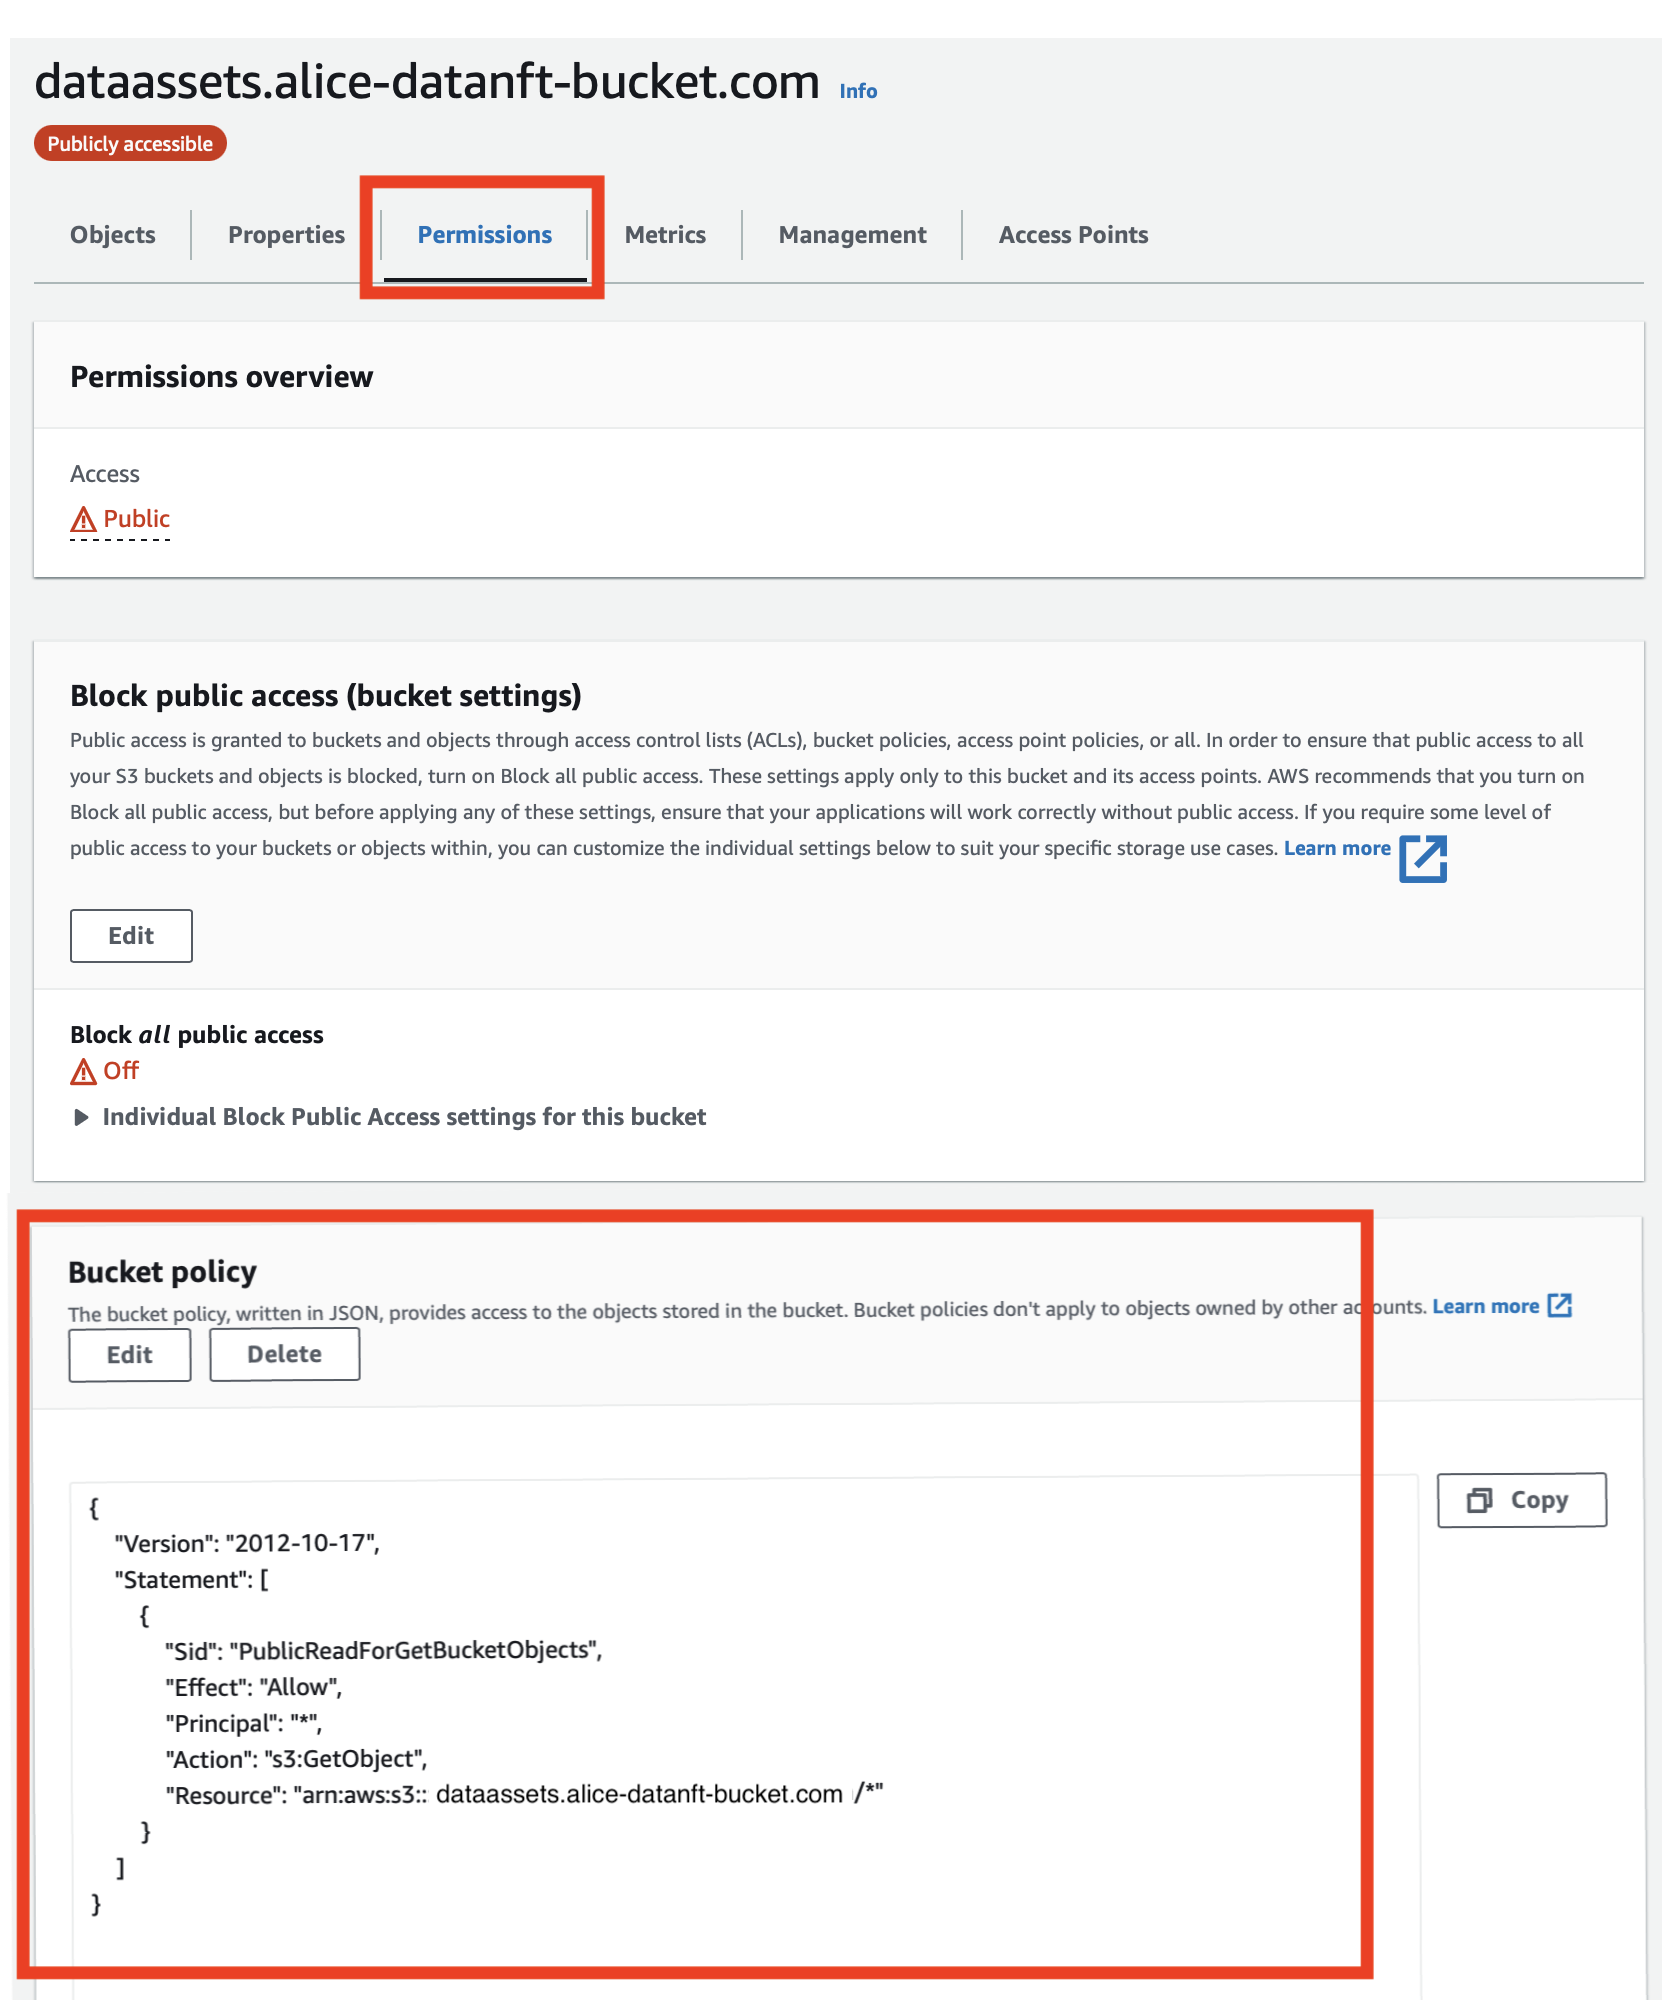 dataassets.alice-datanft-bucket.com Info
Publicly accessible
Objects Properties Permissions Metrics Management Access Points
Permissions overview
Access
Public
Block public access (bucket settings)
Public access is granted to buckets and objects through access control lists (ACLs), bucket policies, access point policies, or all. In order to ensure that public access to all
your S3 buckets and objects is blocked, turn on Block all public access. These settings apply only to this bucket and its access points. AWS recommends that you turn on
Block all public access, but before applying any of these settings, ensure that your applications will work correctly without public access. If you require some level of
public access to your buckets or objects within, you can customize the individual settings below to suit your specific storage use cases. Learn more
Edit
Block all public access
Off
Individual Block Public Access settings for this bucket
Bucket policy
The bucket policy, written in JSON, provides access to the objects stored in the bucket. Bucket policies don't apply to objects owned by other accounts. Learn more
Edit Delete
Copy
{
"Version": "2012-10-17",
"Statement": [
{
"Sid": "PublicReadForGetBucketObjects",
"Effect": "Allow",
"Principal": "*",
"Action": "s3:GetObject",
"Resource": "arn:aws:s3:: dataassets.alice-datanft-bucket.com /*"
}
]
}